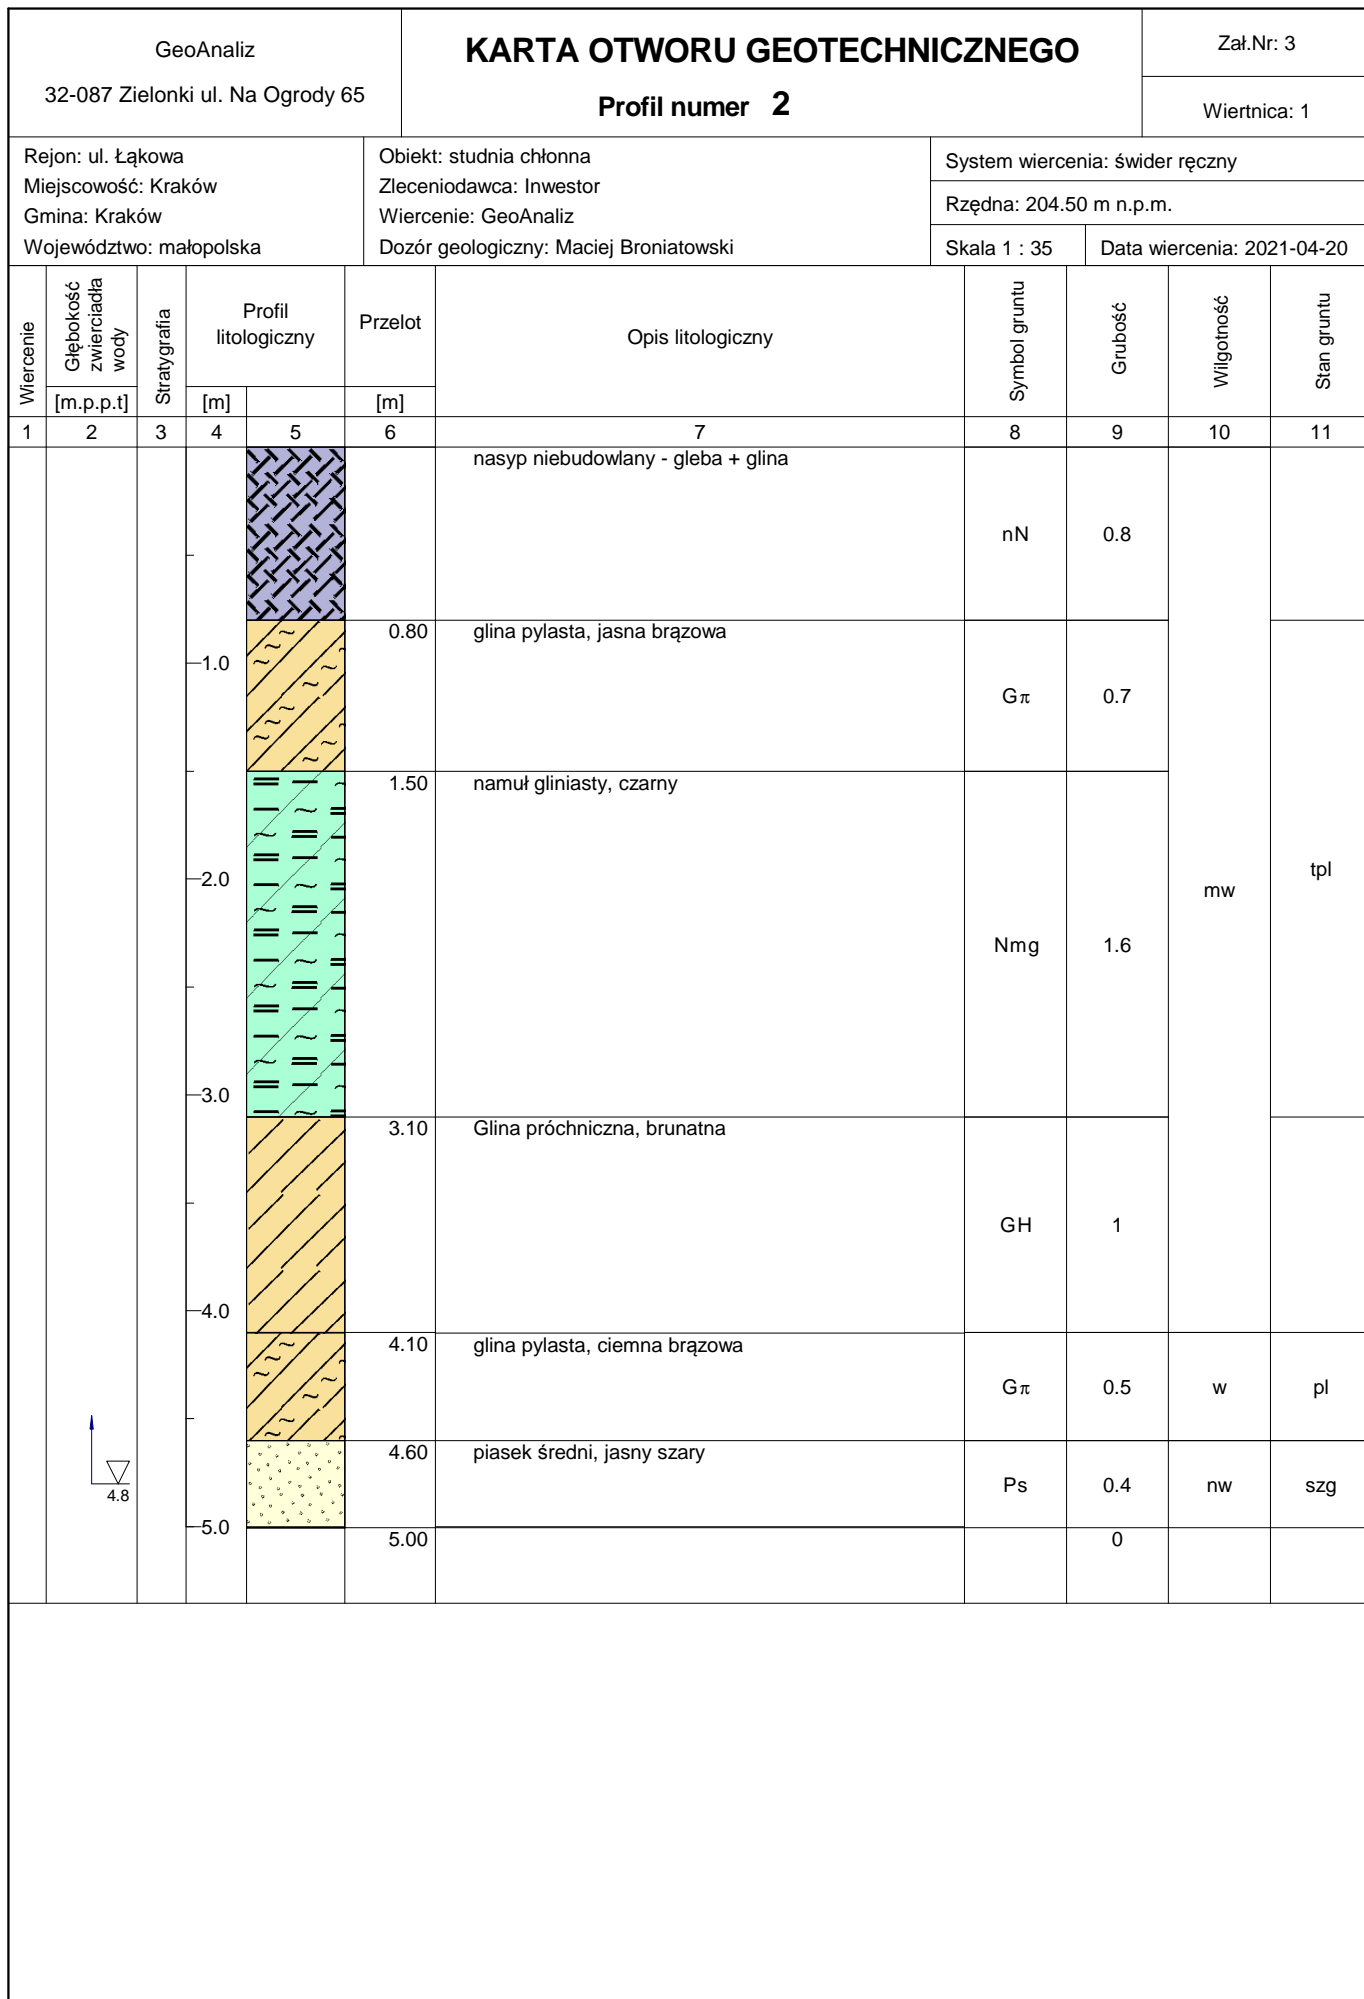 GeoAnaliz
32-087 Zielonki ul. Na Ogrody 65
KARTA OTWORU GEOTECHNICZNEGO
Profil numer 2
Zał.Nr: 3
Wiertnica: 1
Rejon: ul. Łąkowa
Miejscowość: Kraków
Gmina: Kraków
Województwo: małopolska
Obiekt: studnia chłonna
Zleceniodawca: Inwestor
Wiercenie: GeoAnaliz
Dozór geologiczny: Maciej Broniatowski
System wiercenia: świder ręczny
Rzędna: 204.50 m n.p.m.
Skala 1 : 35
Data wiercenia: 2021-04-20
Wiercenie
Głębokość
zwierciadła
wody
[m.p.p.t]
Stratygrafia
Profil
litologiczny
[m]
Przelot
[m]
Opis litologiczny
Symbol gruntu
Grubość
Wilgotność
Stan gruntu
1 2 3 4 5 6 7 8 9 10 11
nasyp niebudowlany - gleba + glina
nN 0.8
0.80 glina pylasta, jasna brązowa
1.0
Gπ 0.7
1.50 namuł gliniasty, czarny
2.0
mw
tpl
Nmg 1.6
3.0
3.10 Glina próchniczna, brunatna
GH 1
4.0
4.10 glina pylasta, ciemna brązowa
Gπ 0.5 w pl
4.60 piasek średni, jasny szary
4.8
Ps 0.4 nw szg
5.0
5.00 0